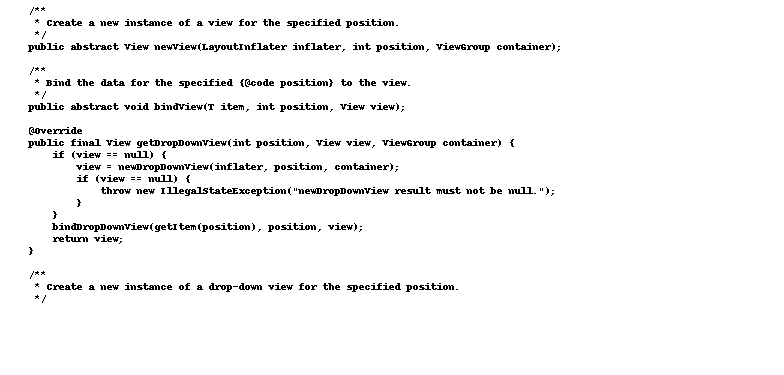 /**
 * Create a new instance of a view for the specified position.
 */
public abstract View newView(LayoutInflater inflater, int position, ViewGroup container);

/**
 * Bind the data for the specified {@code position} to the view.
 */
public abstract void bindView(T item, int position, View view);

@Override
public final View getDropDownView(int position, View view, ViewGroup container) {
    if (view == null) {
        view = newDropDownView(inflater, position, container);
        if (view == null) {
            throw new IllegalStateException("newDropDownView result must not be null.");
        }
    }
    bindDropDownView(getItem(position), position, view);
    return view;
}

/**
 * Create a new instance of a drop-down view for the specified position.
 */